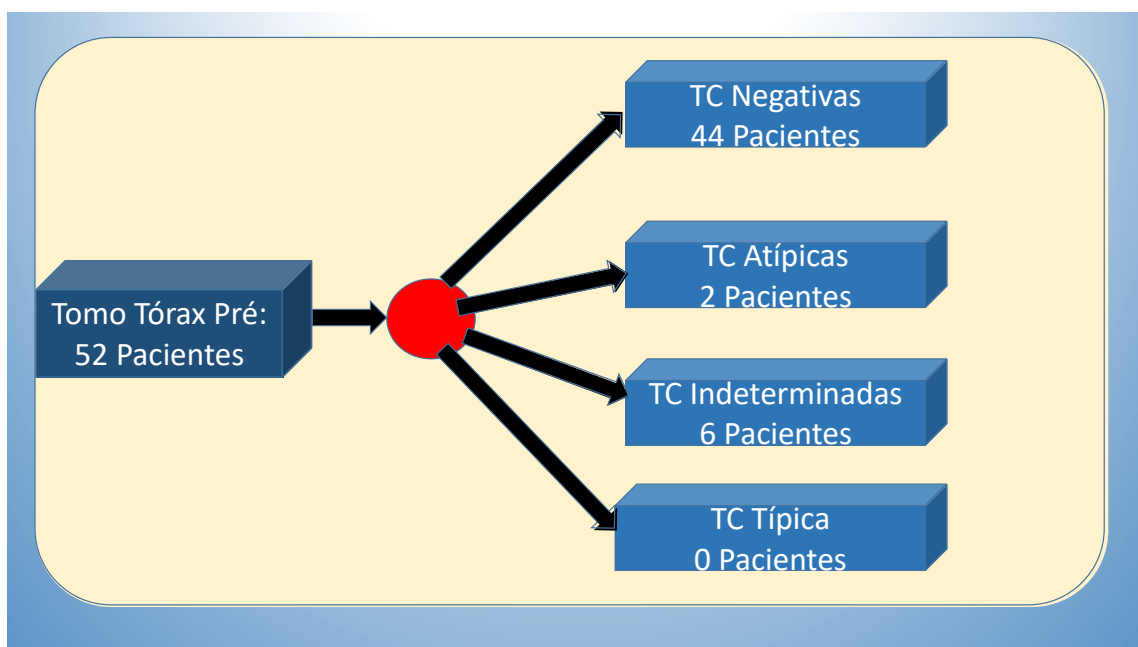 Tomo Tórax Pré:
52 Pacientes
TC Negativas
44 Pacientes
TC Atípicas
2 Pacientes
TC Indeterminadas
6 Pacientes
TC Típica
0 Pacientes